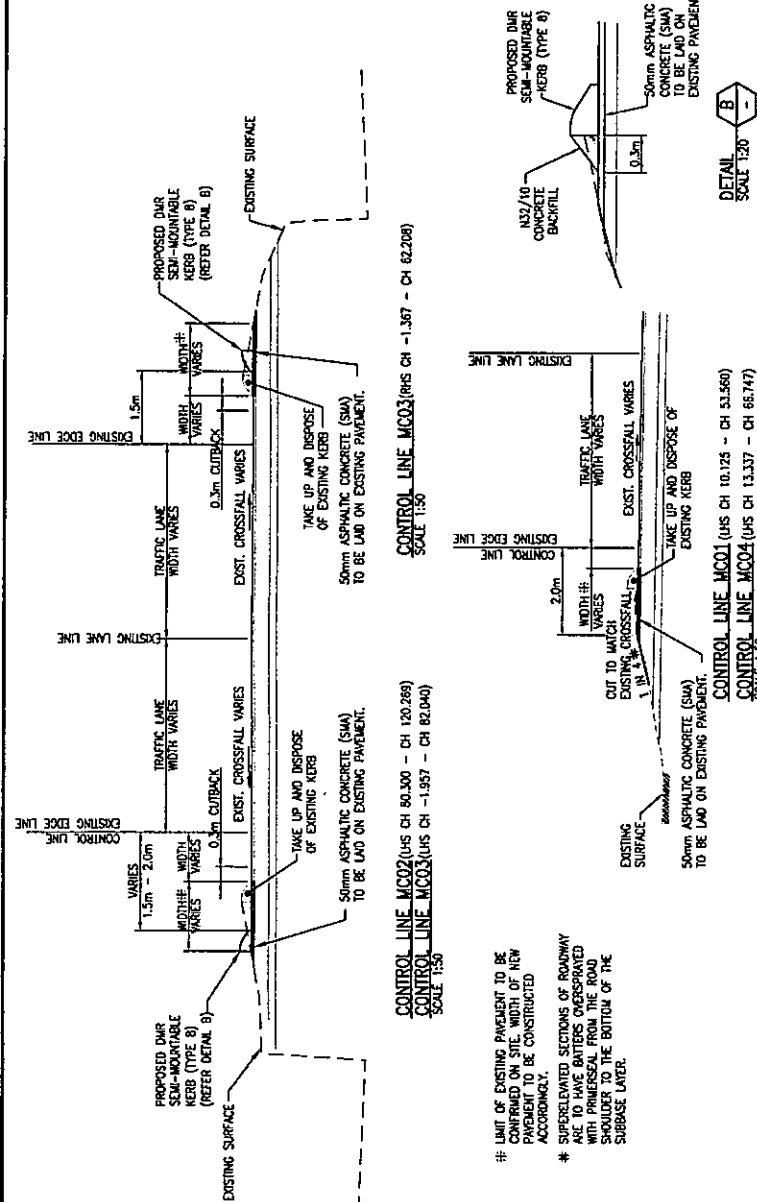 PROPOSED DMR
SEMI-MOUNTABLE
KERB (TYPE 8)
(REFER DETAIL B)
EXISTING SURFACE
VARIES
1.5m - 2.0m
WIDTH⌗
VARIES
WIDTH
VARIES
0.3m CUTBACK
CONTROL LINE
EXISTING EDGE LINE
TRAFFIC LANE
WIDTH VARIES
EXIST. CROSSFALL VARIES
EXISTING LANE LINE
TRAFFIC LANE
WIDTH VARIES
EXIST. CROSSFALL VARIES
EXISTING EDGE LINE
1.5m
WIDTH
VARIES
WIDTH⌗
VARIES
0.3m CUTBACK
PROPOSED DMR
SEMI-MOUNTABLE
KERB (TYPE 8)
(REFER DETAIL B)
EXISTING SURFACE
TAKE UP AND DISPOSE
OF EXISTING KERB
50mm ASPHALTIC CONCRETE (SMA)
TO BE LAID ON EXISTING PAVEMENT.
TAKE UP AND DISPOSE
OF EXISTING KERB
50mm ASPHALTIC CONCRETE (SMA)
TO BE LAID ON EXISTING PAVEMENT.
CONTROL LINE MC02(LHS CH 80.300 - CH 120.289)
CONTROL LINE MC03(LHS CH -1.957 - CH 82.040)
SCALE 1:50
CONTROL LINE MC03(RHS CH -1.367 - CH 62.208)
SCALE 1:50
⌗ LIMIT OF EXISTING PAVEMENT TO BE
CONFIRMED ON SITE. WIDTH OF NEW
PAVEMENT TO BE CONSTRUCTED
ACCORDINGLY.
* SUPERELEVATED SECTIONS OF ROADWAY
ARE TO HAVE BATTERS OVERSPRAYED
WITH PRIMERSEAL FROM THE ROAD
SHOULDER TO THE BOTTOM OF THE
SUBBASE LAYER.
EXISTING
SURFACE
2.0m
WIDTH⌗
VARIES
CUT TO MATCH
EXISTING CROSSFALL
1 IN 4 *
CONTROL LINE
EXISTING EDGE LINE
TRAFFIC LANE
WIDTH VARIES
EXIST. CROSSFALL VARIES
EXISTING LANE LINE
TAKE UP AND DISPOSE OF
EXISTING KERB
50mm ASPHALTIC CONCRETE (SMA)
TO BE LAID ON EXISTING PAVEMENT.
CONTROL LINE MC01(LHS CH 10.125 - CH 53.560)
CONTROL LINE MC04(LHS CH 13.337 - CH 66.747)
PROPOSED DMR
SEMI-MOUNTABLE
KERB (TYPE 8)
N32/10
CONCRETE
BACKFILL
0.3m
50mm ASPHALTIC
CONCRETE (SMA)
TO BE LAID ON
EXISTING PAVEMENT
DETAIL
SCALE 1:20
B
-